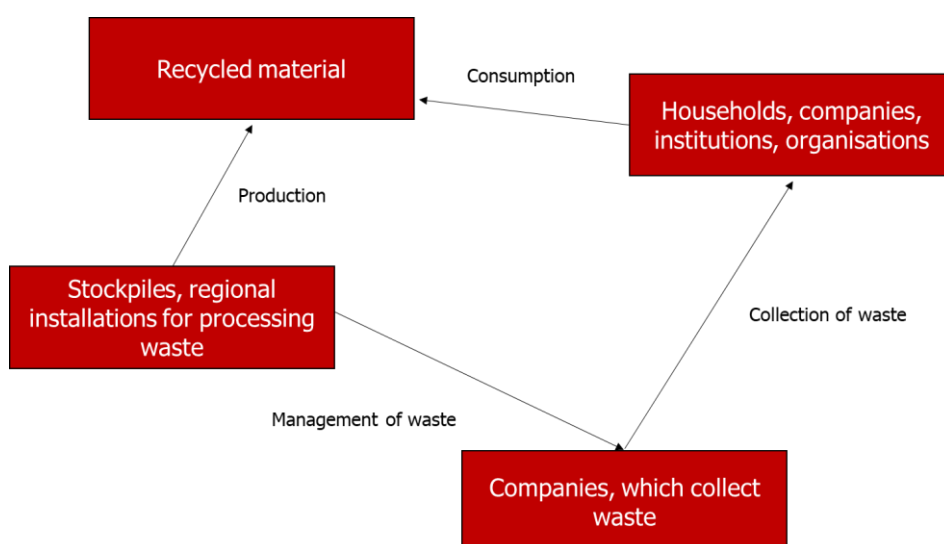 Recycled material
Consumption
Households, companies,
institutions, organisations
Production
Stockpiles, regional
installations for processing
waste
Collection of waste
Management of waste
Companies, which collect
waste